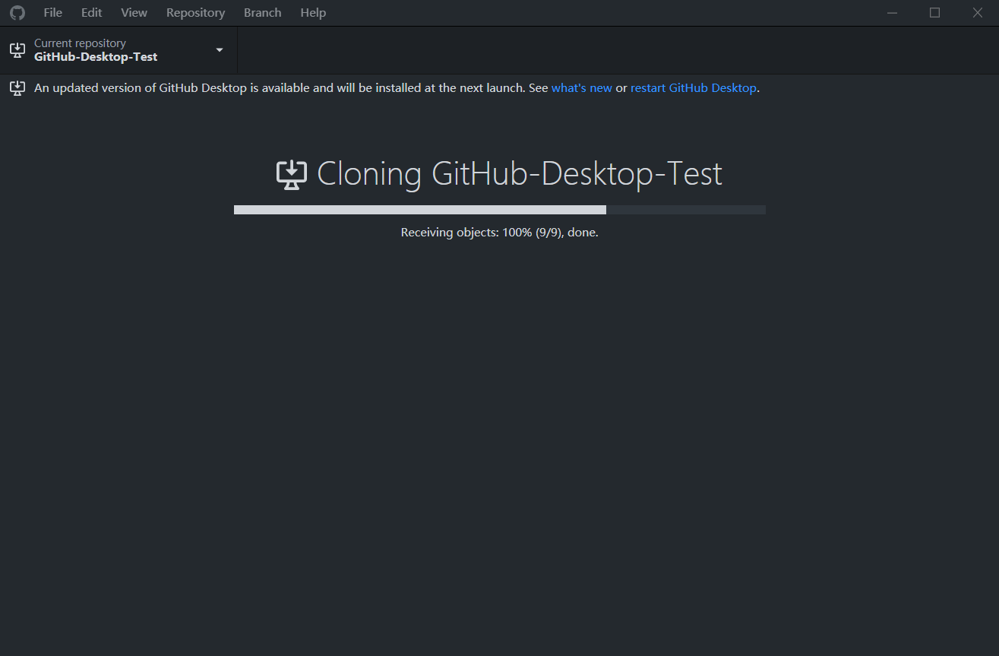 File Edit View Repository Branch Help
Current repository
GitHub-Desktop-Test
An updated version of GitHub Desktop is available and will be installed at the next launch. See what's new or restart GitHub Desktop.
Cloning GitHub-Desktop-Test
Receiving objects: 100% (9/9), done.